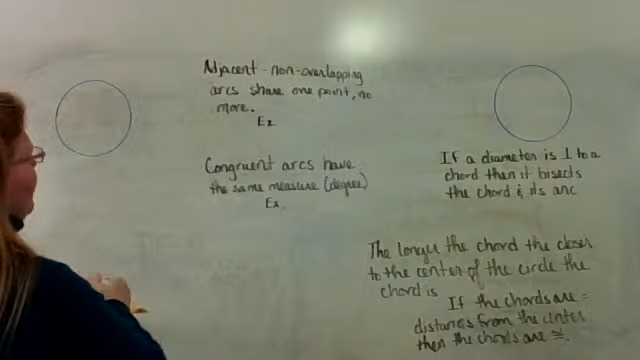 Adjacent - non-overlapping
arcs share one point, no
more.
Ex
Congruent arcs have
the same measure (degree)
Ex.
If a diameter is ⊥ to a
chord then it bisects
the chord & its arc
The longer the chord the closer
to the center of the circle the
chord is
If the chords are =
distances from the center
then the chords are ≅.